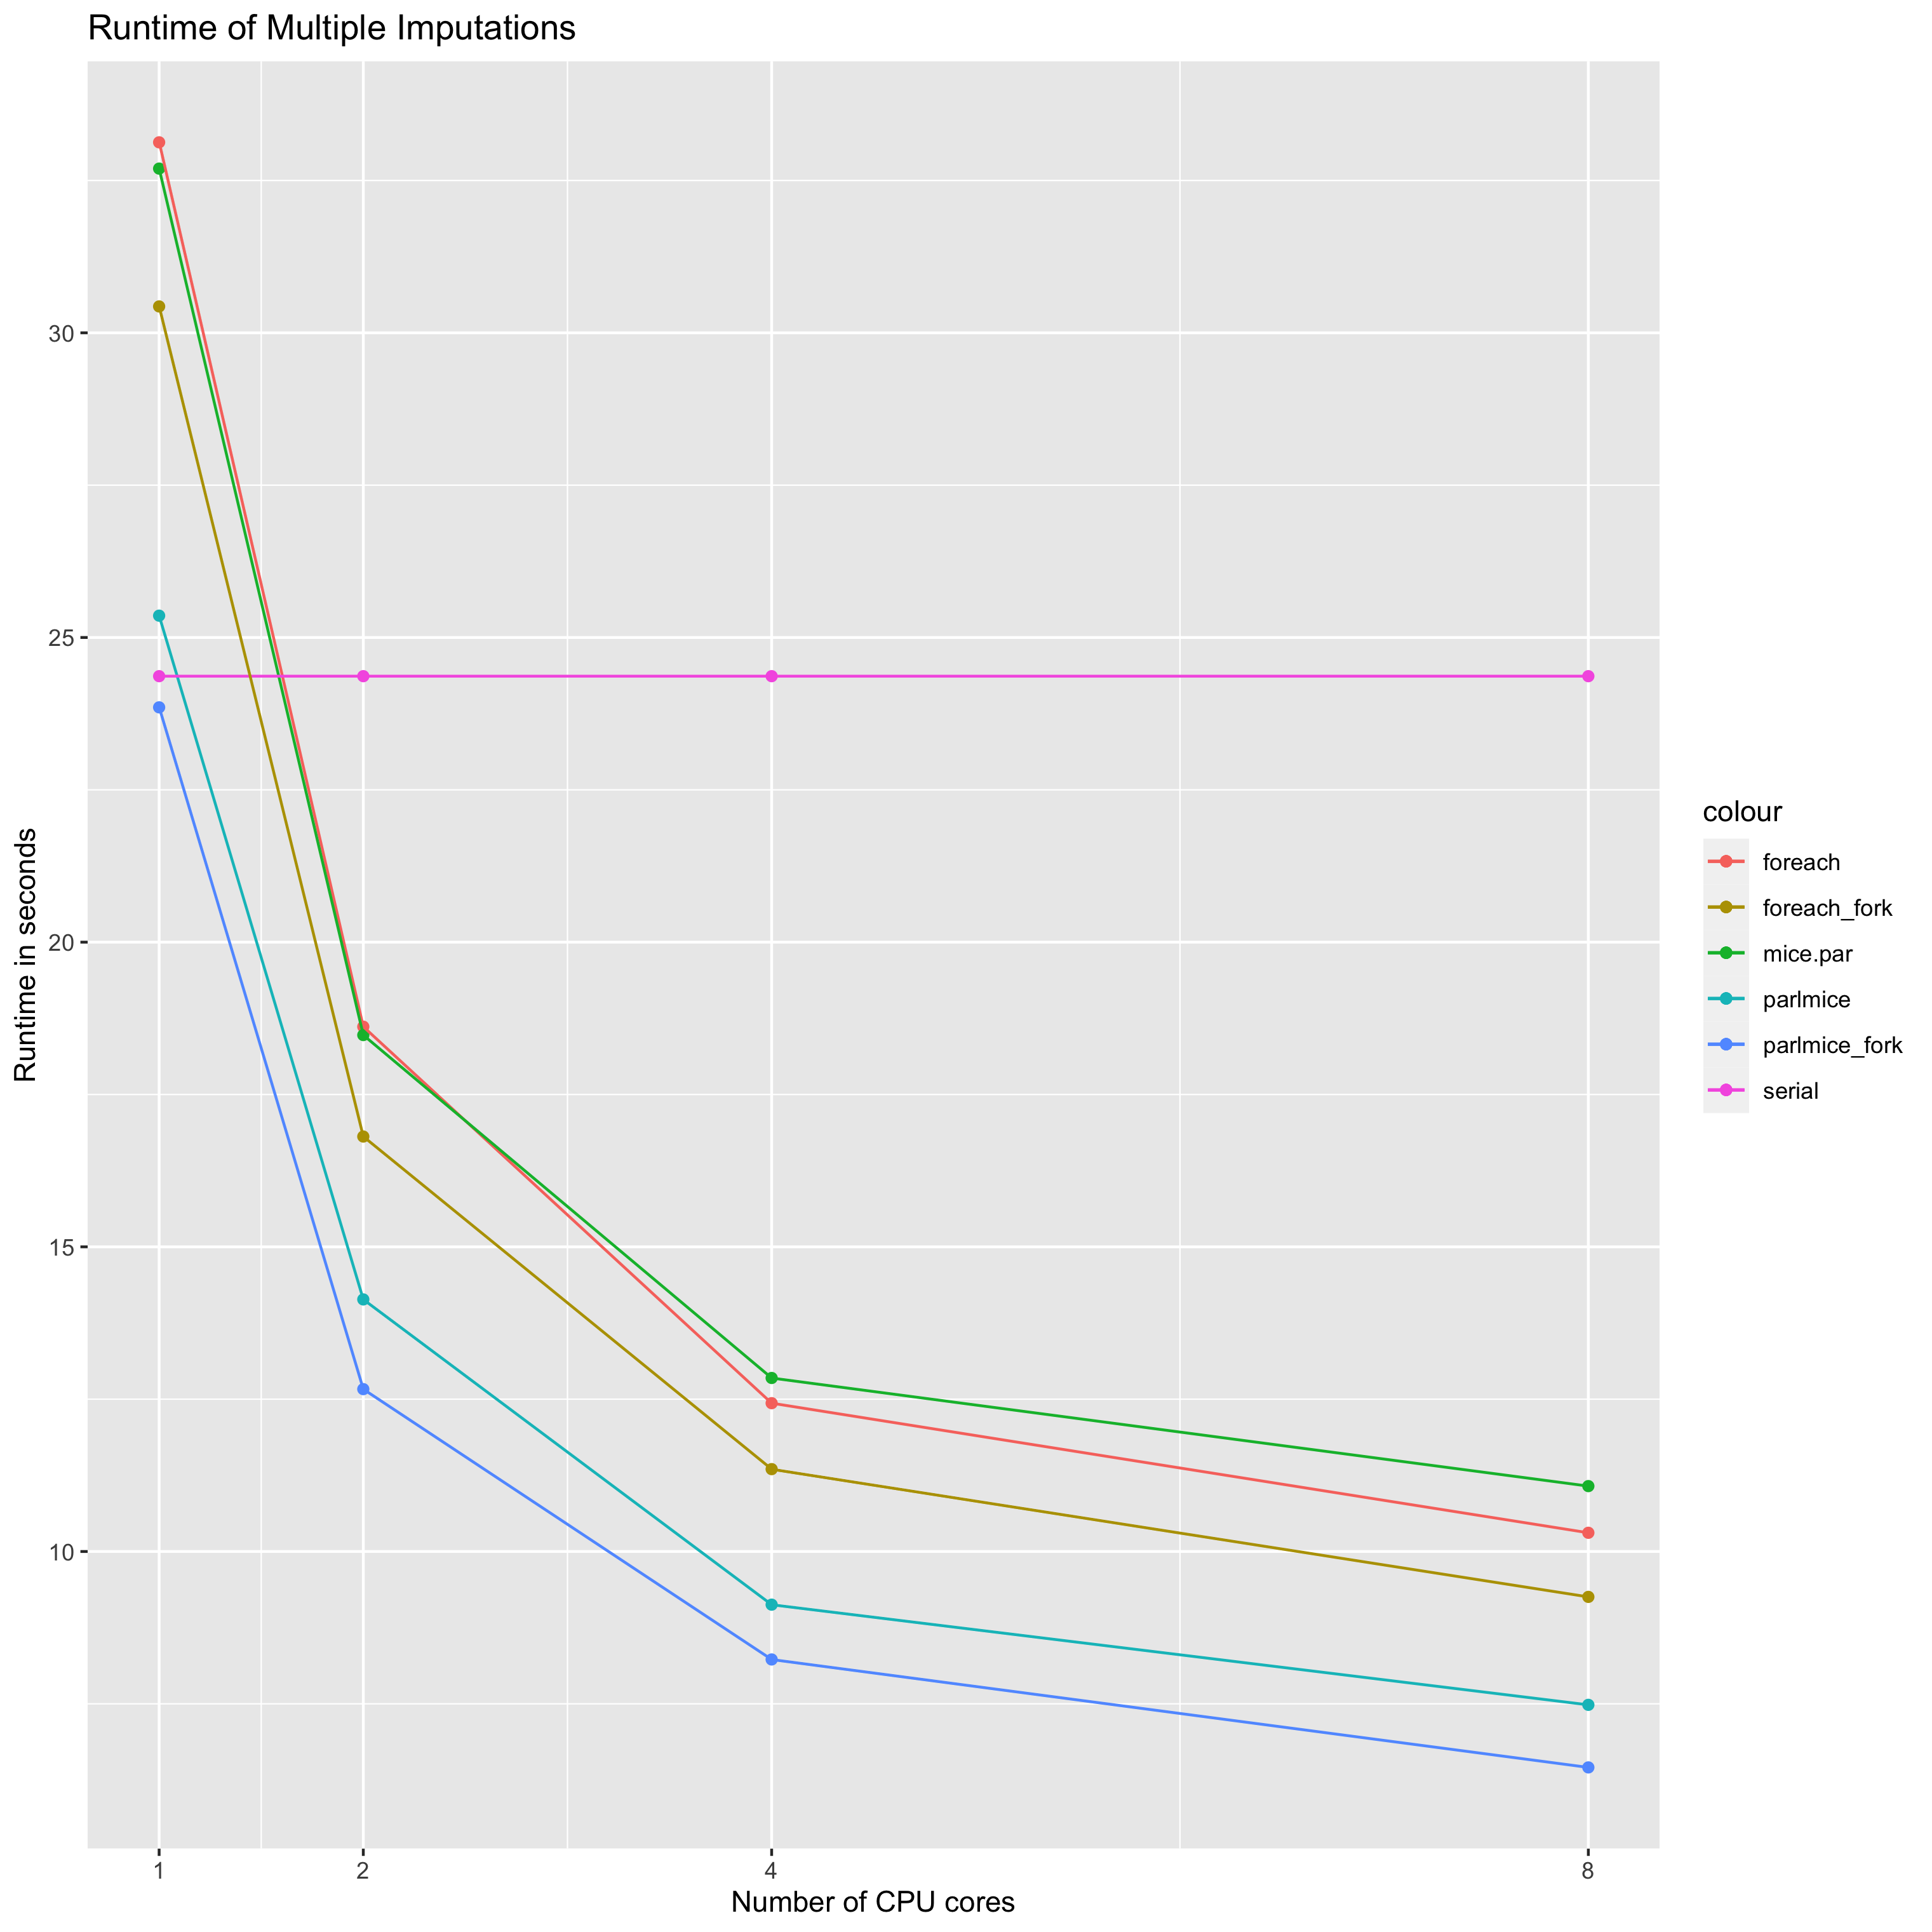 Runtime of Multiple Imputations
Runtime in seconds
30
25
20
15
10
1
2
4
8
Number of CPU cores
colour
foreach
foreach_fork
mice.par
parlmice
parlmice_fork
serial